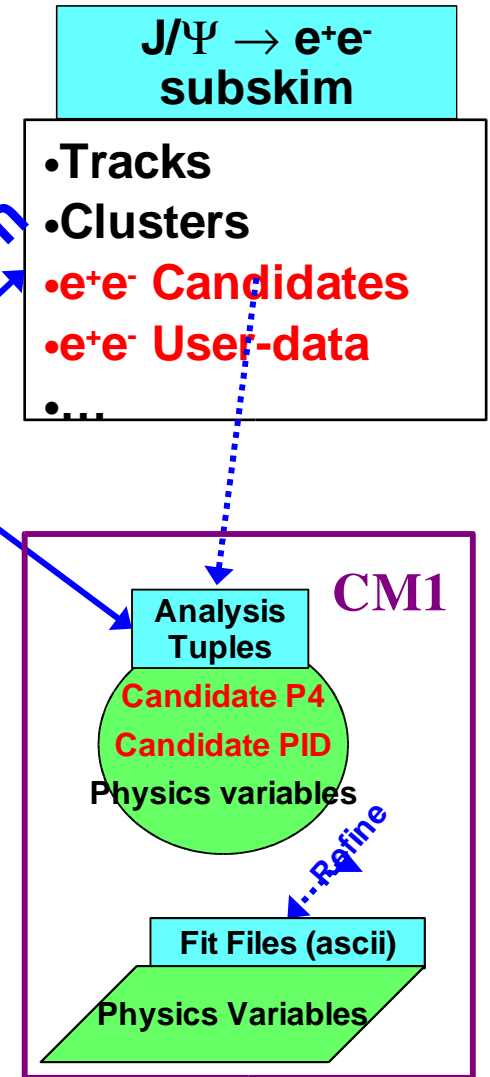 J/Ψ → e⁺e⁻
subskim
•Tracks
•Clusters
•e⁺e⁻ Candidates
•e⁺e⁻ User-data
•...
CM1
Analysis
Tuples
Candidate P4
Candidate PID
Physics variables
Refine
Fit Files (ascii)
Physics Variables